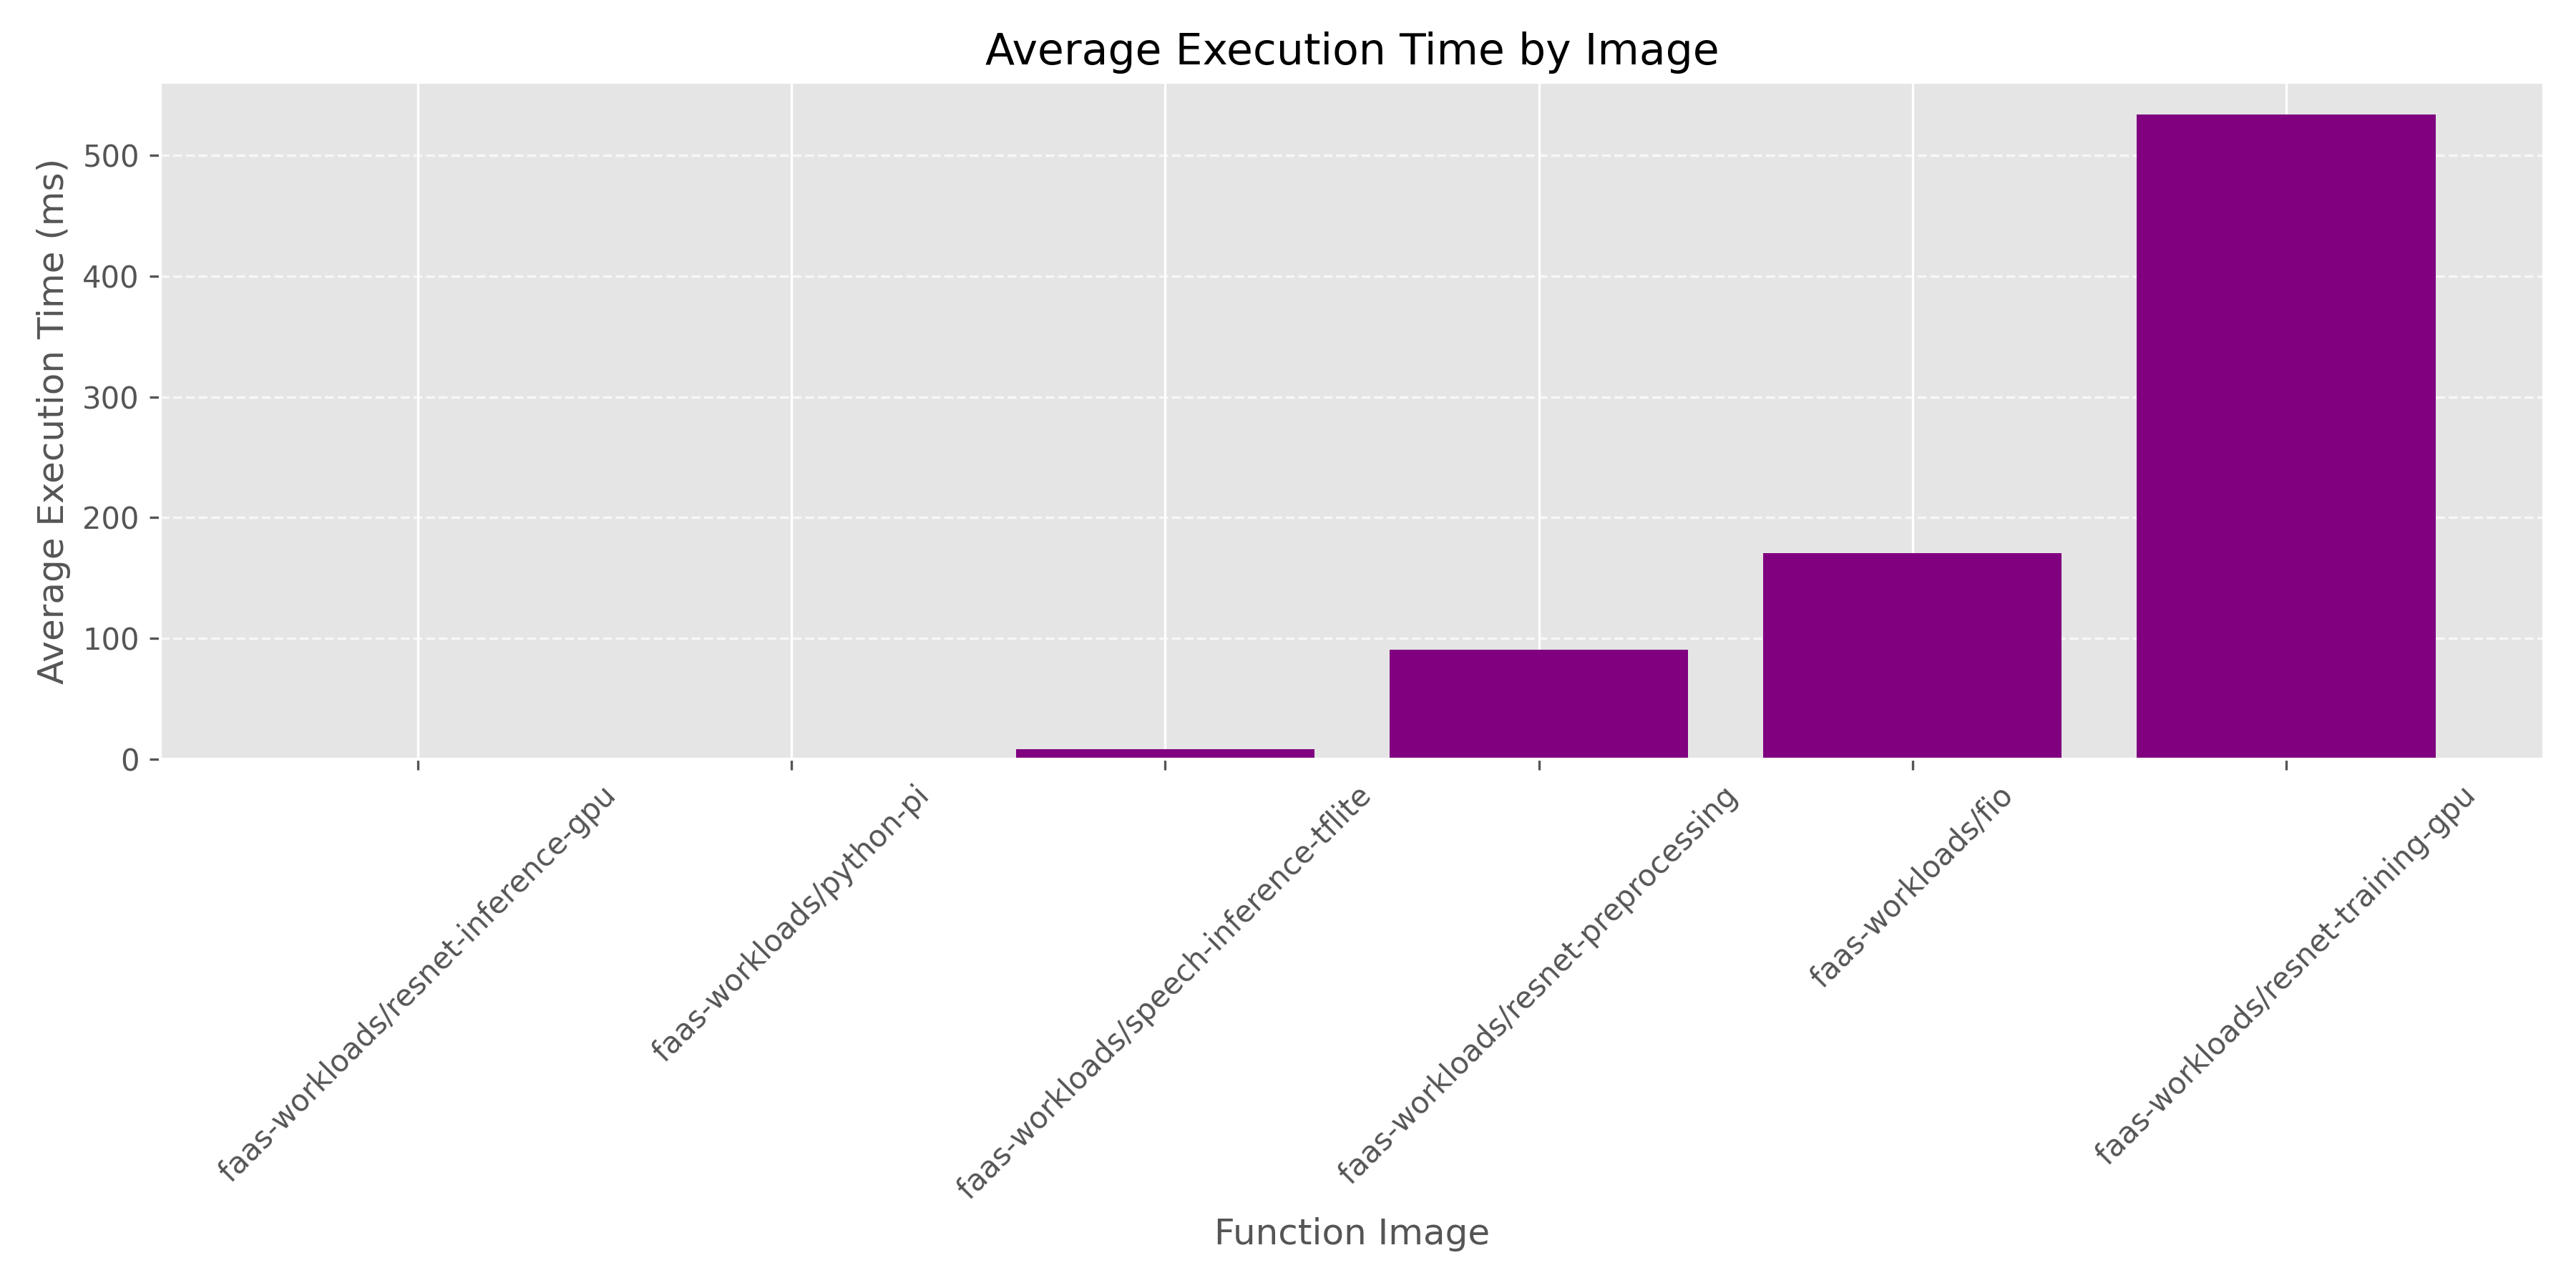 Average Execution Time by Image
Average Execution Time (ms)
500
400
300
200
100
0
faas-workloads/resnet-inference-gpu
faas-workloads/python-pi
faas-workloads/speech-inference-tflite
faas-workloads/resnet-preprocessing
faas-workloads/fio
faas-workloads/resnet-training-gpu
Function Image